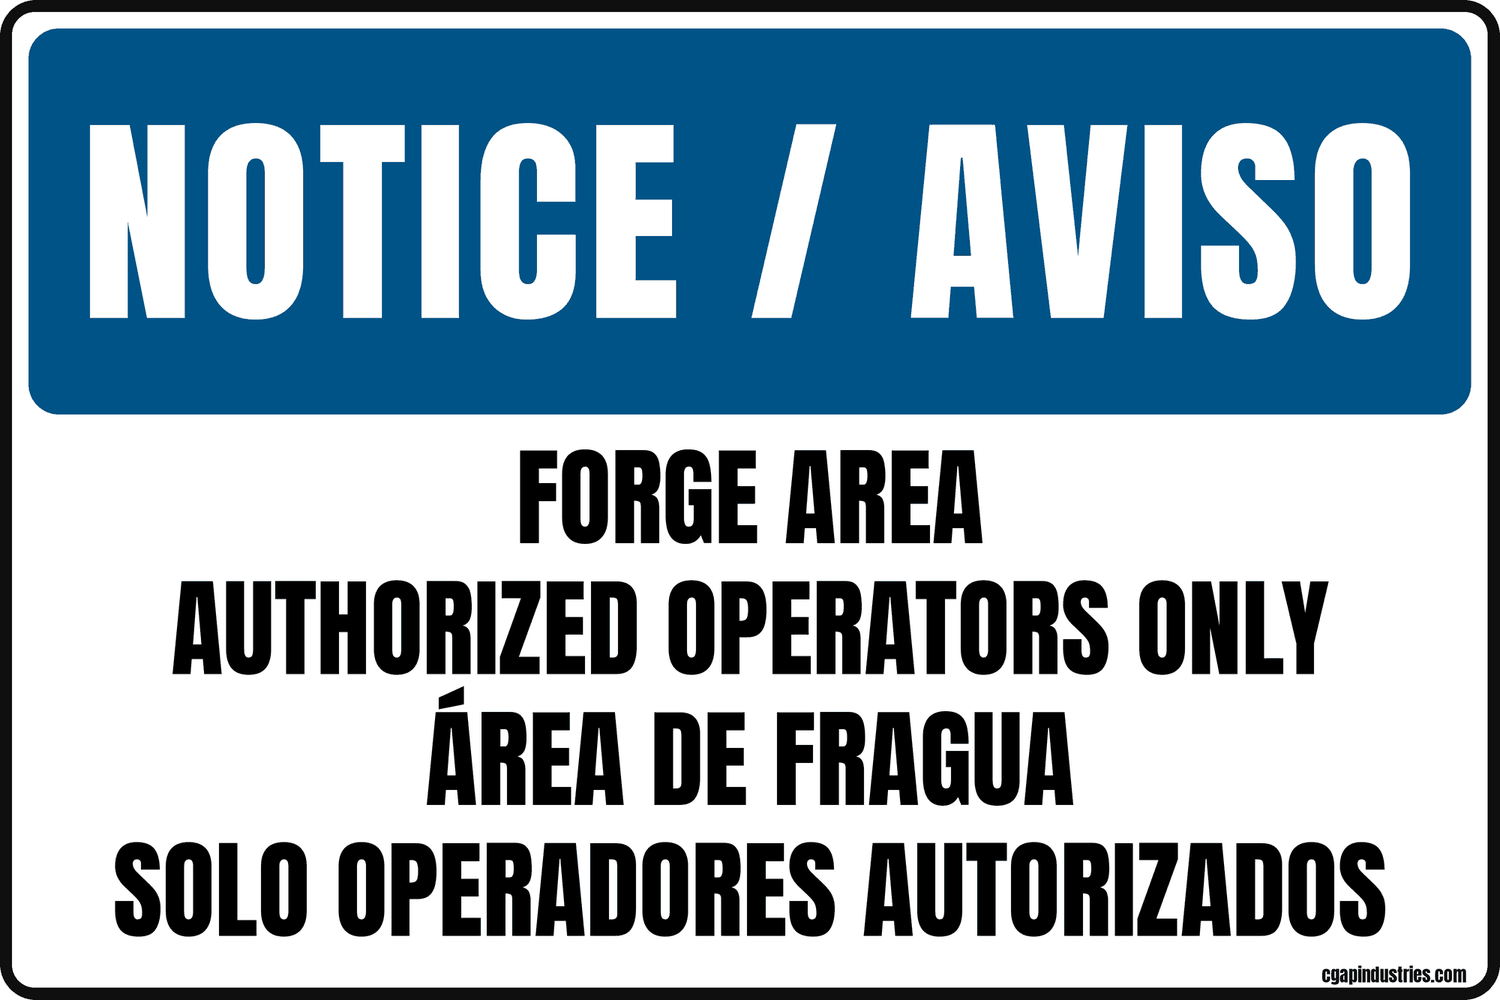 NOTICE / AVISO
FORGE AREA
AUTHORIZED OPERATORS ONLY
ÁREA DE FRAGUA
SOLO OPERADORES AUTORIZADOS
cgapindustries.com